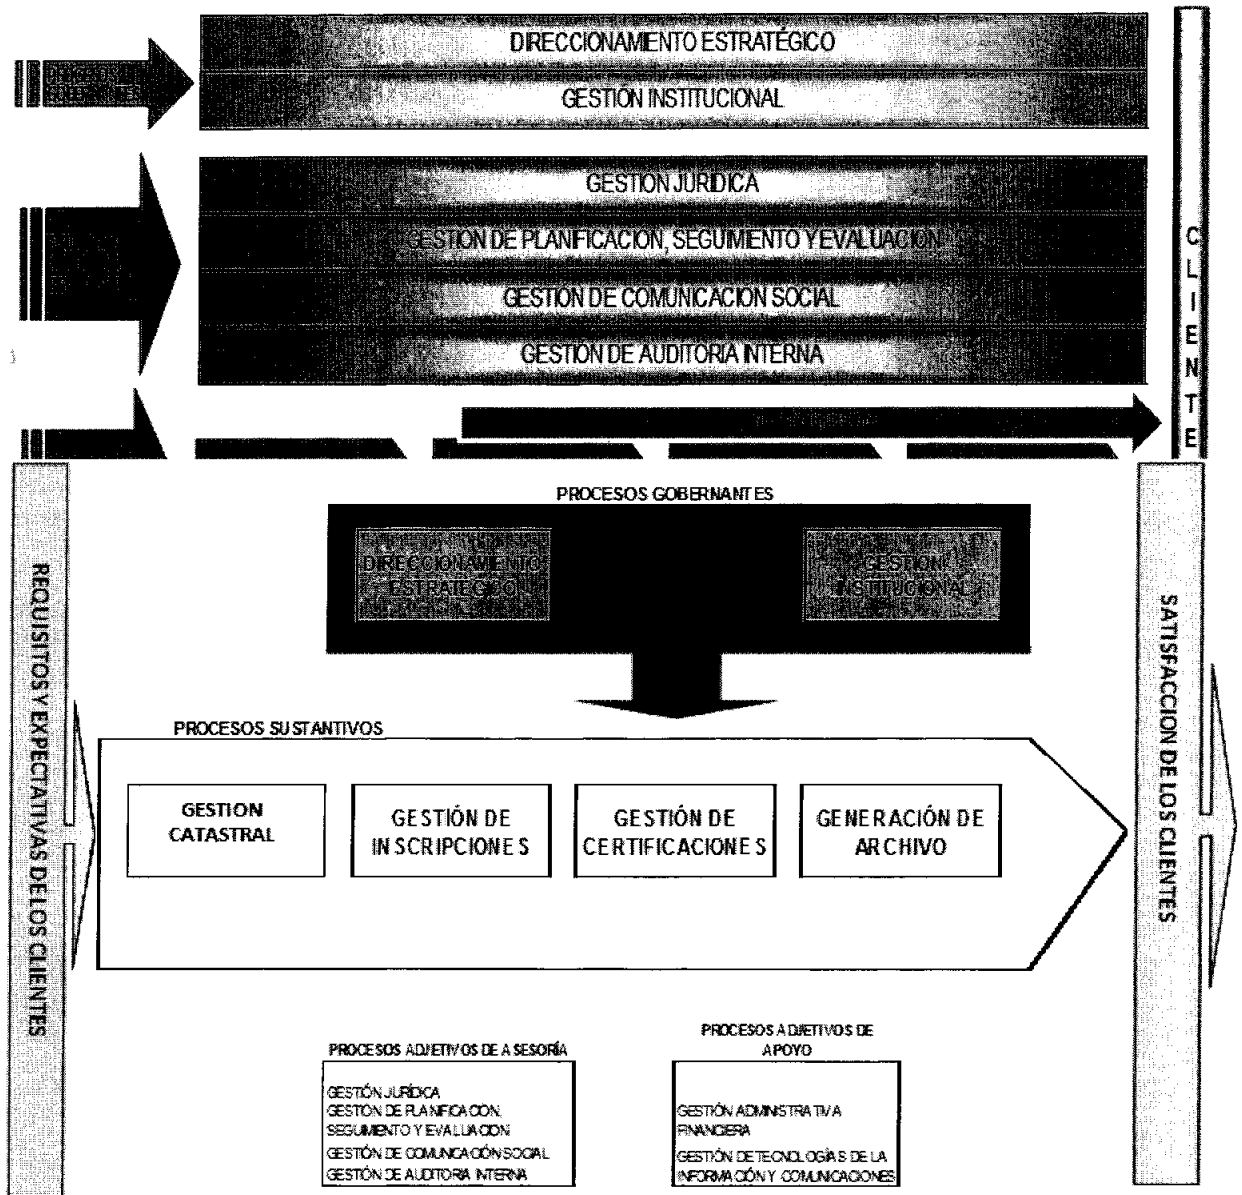 DIRECCIONAMIENTO ESTRATÉGICO
GESTIÓN INSTITUCIONAL
GESTION JURIDICA
GESTION DE PLANIFICACION, SEGUIMIENTO Y EVALUACION
GESTION DE COMUNICACION SOCIAL
GESTIÓN DE AUDITORIA INTERNA
CLIENTE
PROCESOS GOBERNANTES
DIRECCIONAMIENTO
ESTRATEGICO
GESTION
INSTITUCIONAL
REQUISITOS Y EXPECTATIVAS DE LOS CLIENTES
SATISFACCION DE LOS CLIENTES
PROCESOS SUSTANTIVOS
GESTION
CATASTRAL
GESTIÓN DE
INSCRIPCIONES
GESTIÓN DE
CERTIFICACIONES
GENERACIÓN DE
ARCHIVO
PROCESOS ADJETIVOS DE ASESORÍA
GESTIÓN JURÍDICA
GESTION DE PLANIFICACION,
SEGUIMIENTO Y EVALUACION
GESTIÓN DE COMUNICACIÓN SOCIAL
GESTIÓN DE AUDITORIA INTERNA
PROCESOS ADJETIVOS DE
APOYO
GESTIÓN ADMINISTRATIVA
FINANCIERA
GESTIÓN DE TECNOLOGÍAS DE LA
INFORMACIÓN Y COMUNICACIONES